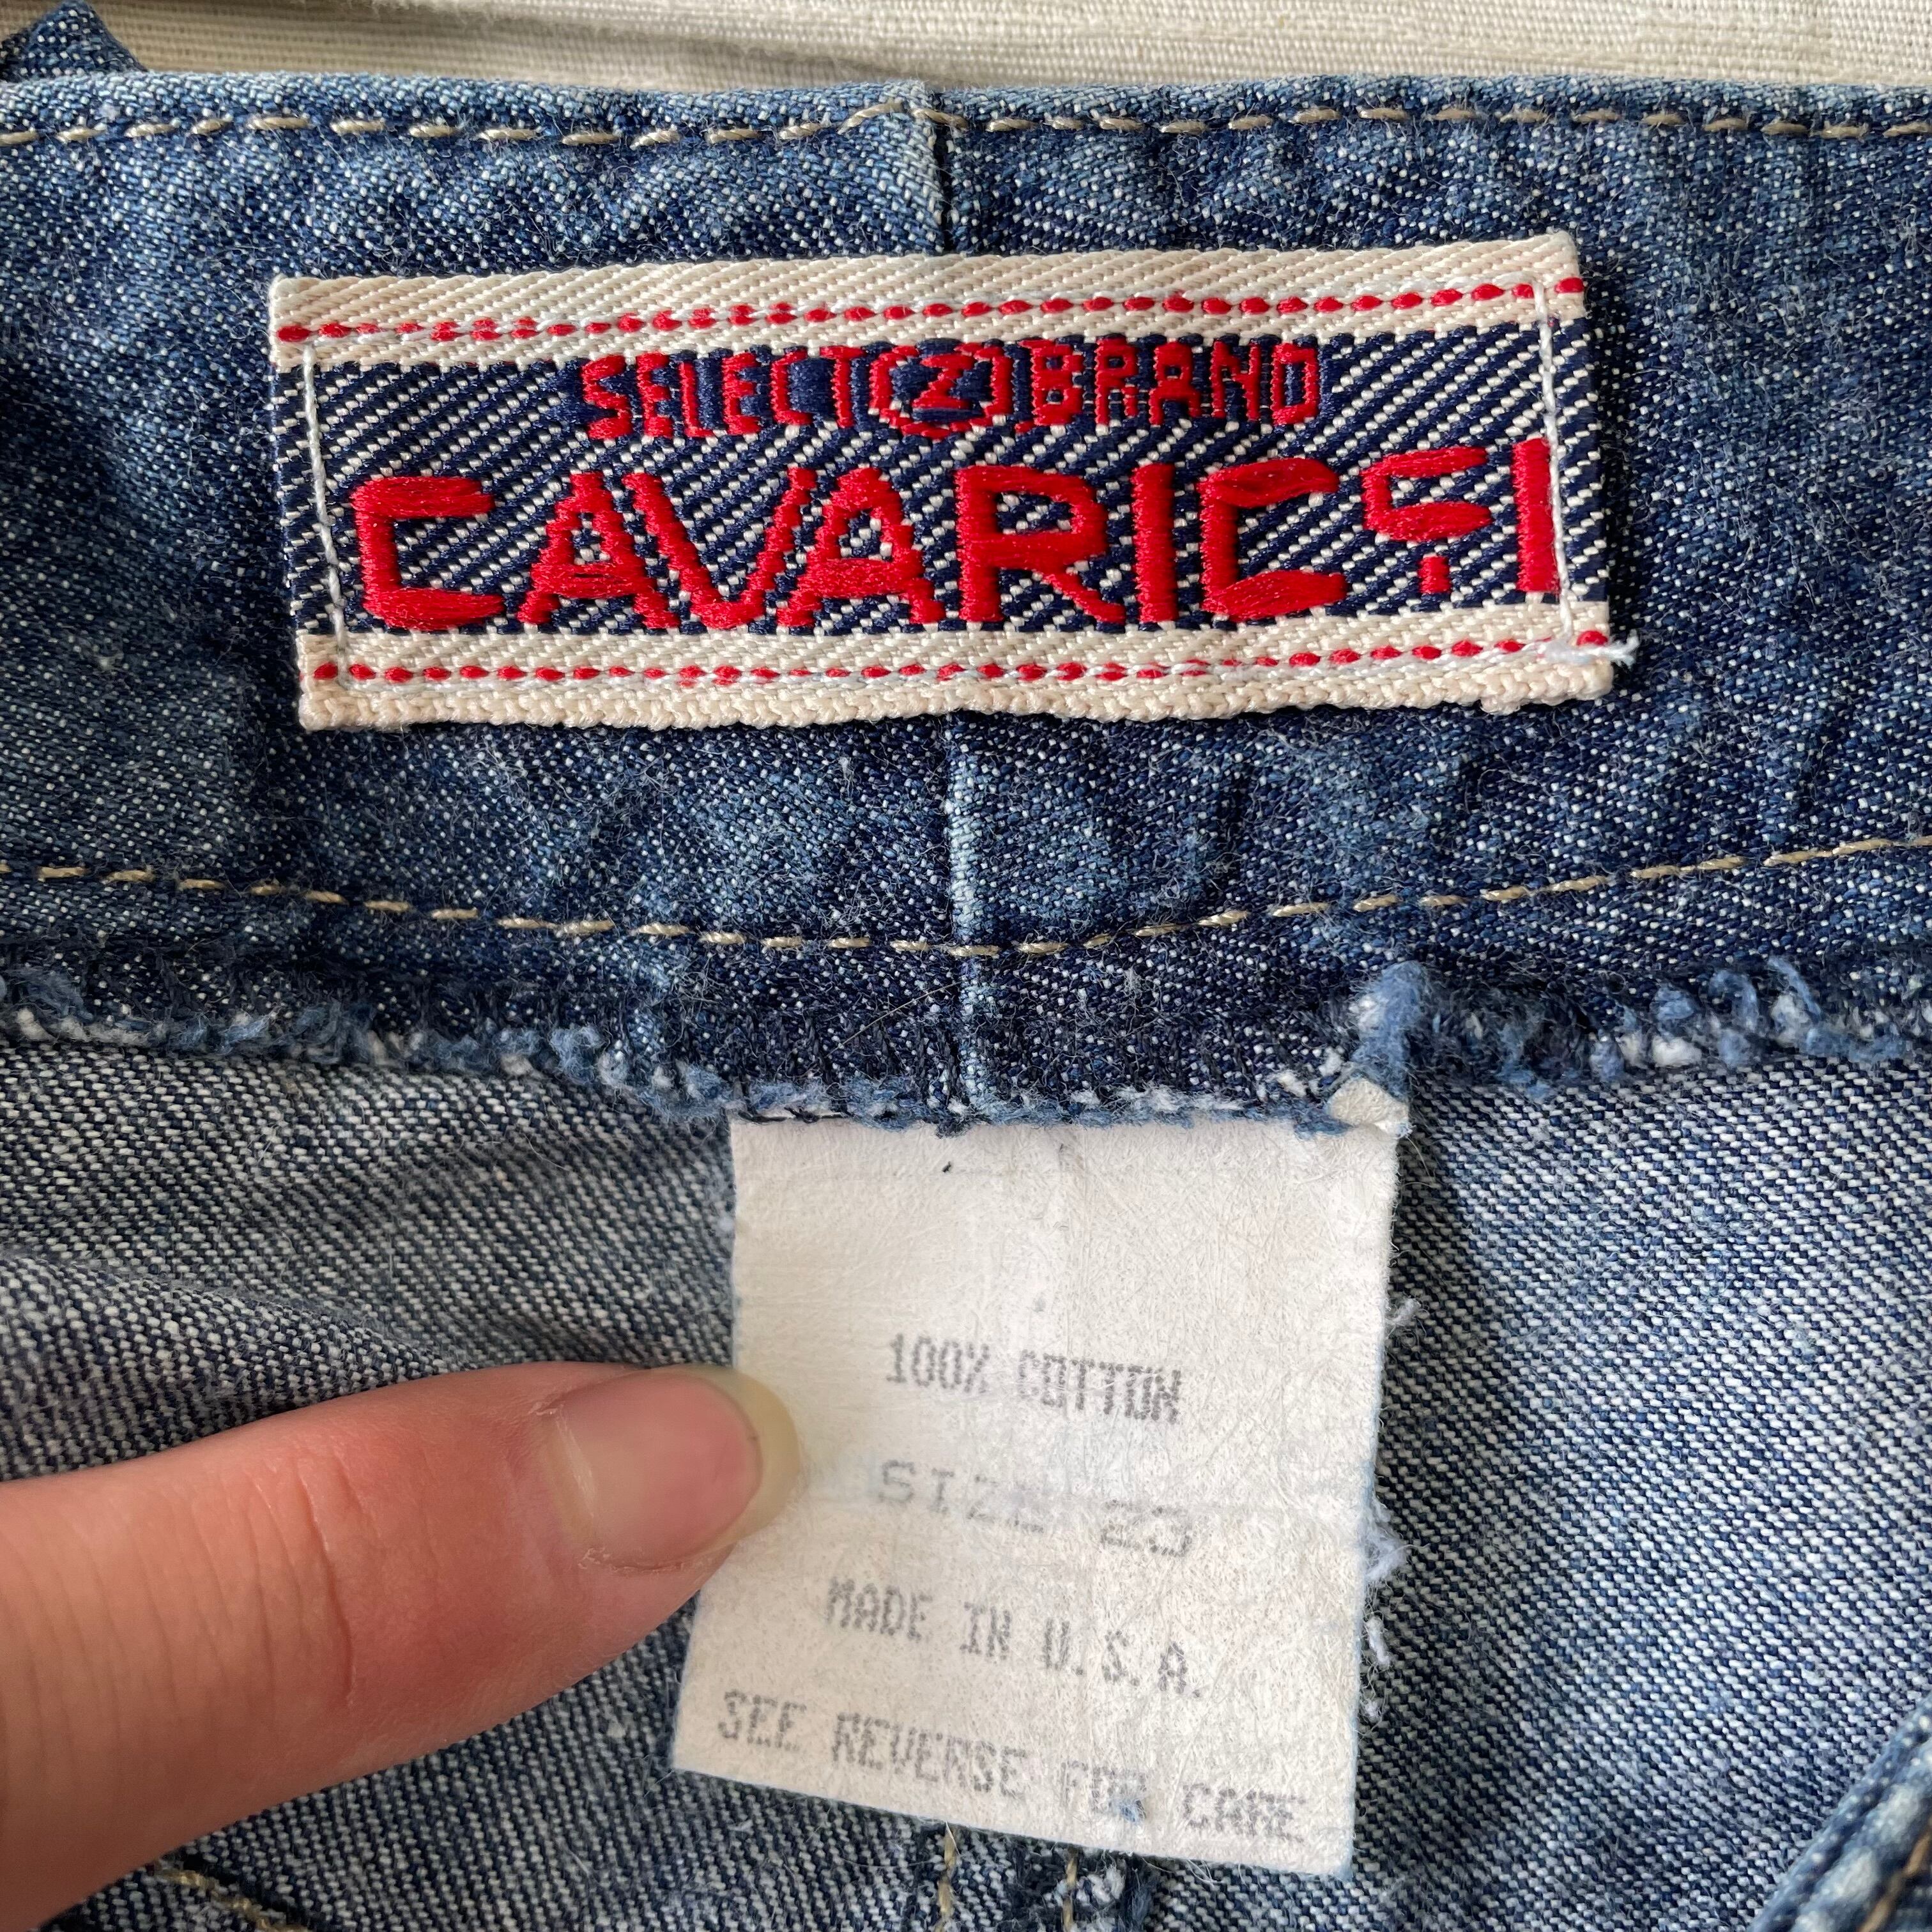 SELECT Z BRAND
CAVARICCI
100% COTTON
SIZE 23
MADE IN U.S.A.
SEE REVERSE FOR CARE